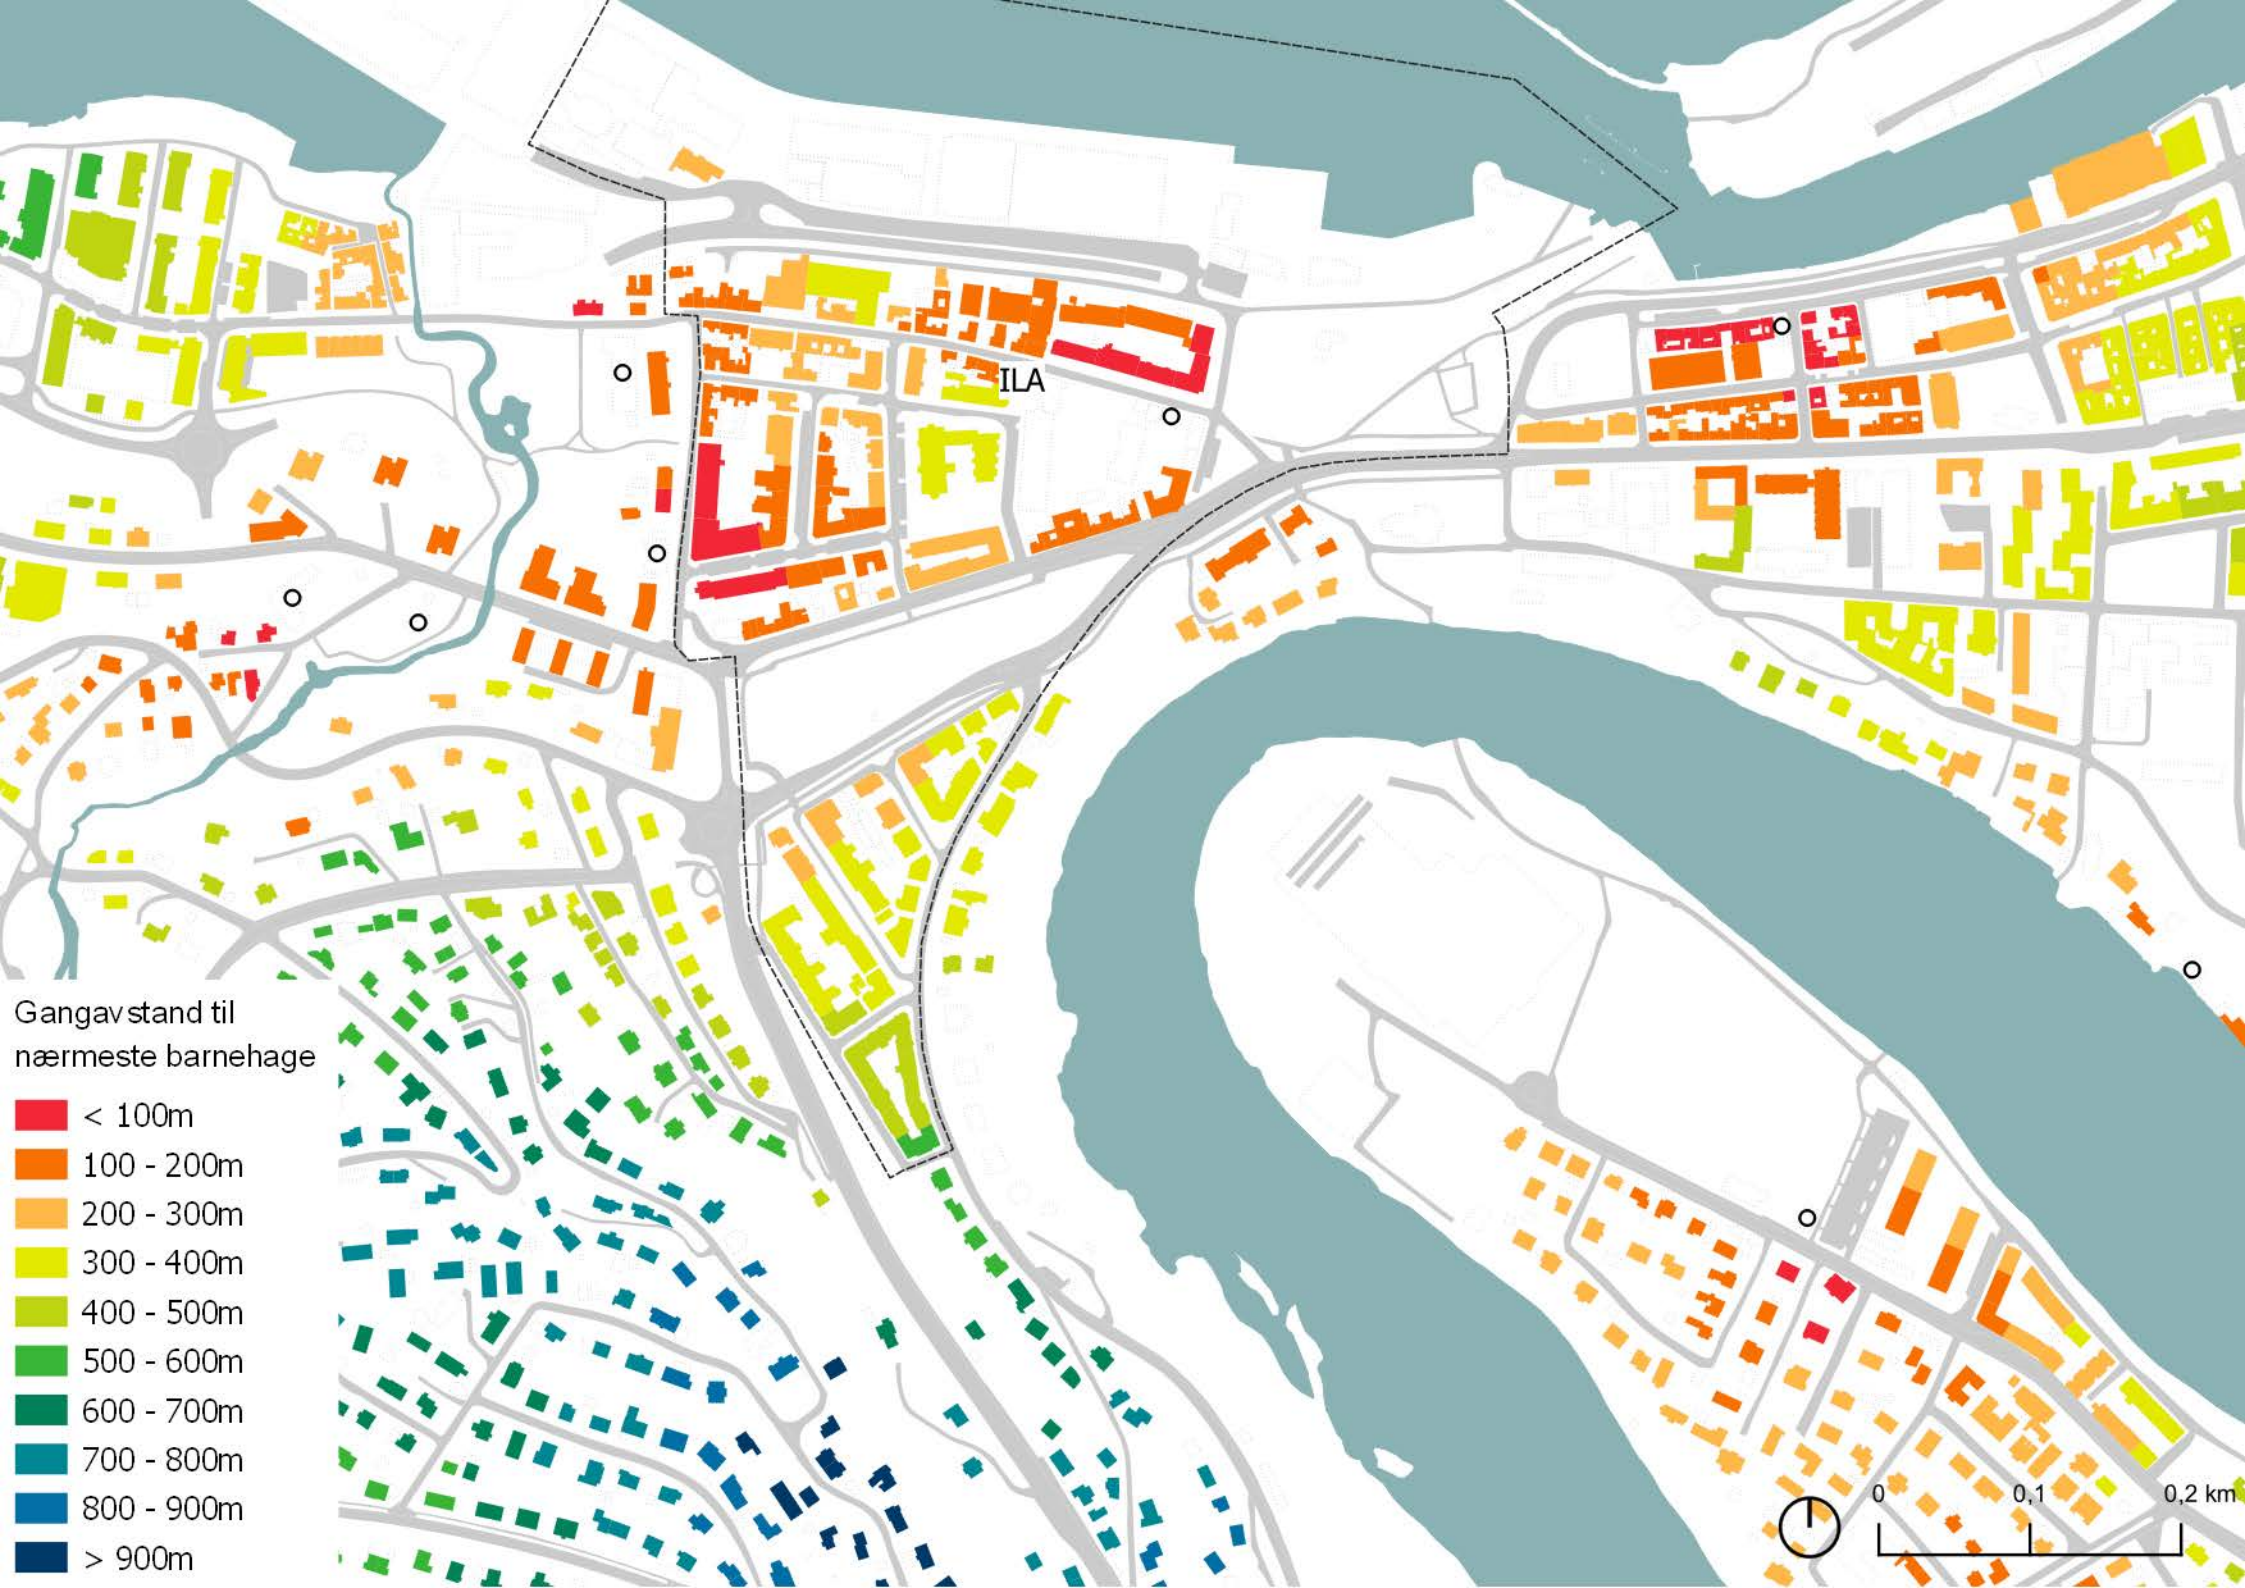 ILA
Gangavstand til
nærmeste barnehage
< 100m
100 - 200m
200 - 300m
300 - 400m
400 - 500m
500 - 600m
600 - 700m
700 - 800m
800 - 900m
> 900m
0 0,1 0,2 km